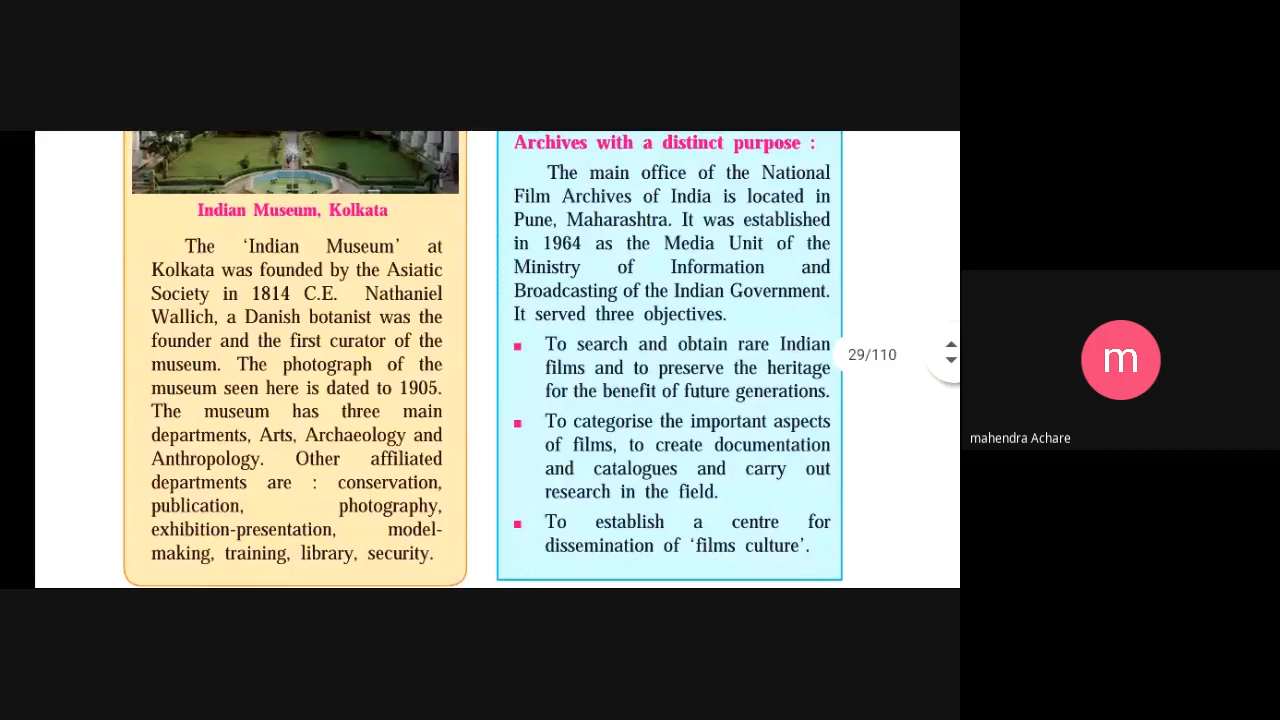 Indian Museum, Kolkata
The ‘Indian Museum’ at
Kolkata was founded by the Asiatic
Society in 1814 C.E. Nathaniel
Wallich, a Danish botanist was the
founder and the first curator of the
museum. The photograph of the
museum seen here is dated to 1905.
The museum has three main
departments, Arts, Archaeology and
Anthropology. Other affiliated
departments are : conservation,
publication, photography,
exhibition-presentation, model-
making, training, library, security.
Archives with a distinct purpose :
The main office of the National
Film Archives of India is located in
Pune, Maharashtra. It was established
in 1964 as the Media Unit of the
Ministry of Information and
Broadcasting of the Indian Government.
It served three objectives.
▪ To search and obtain rare Indian
films and to preserve the heritage
for the benefit of future generations.
▪ To categorise the important aspects
of films, to create documentation
and catalogues and carry out
research in the field.
▪ To establish a centre for
dissemination of ‘films culture’.
29/110
m
mahendra Achare